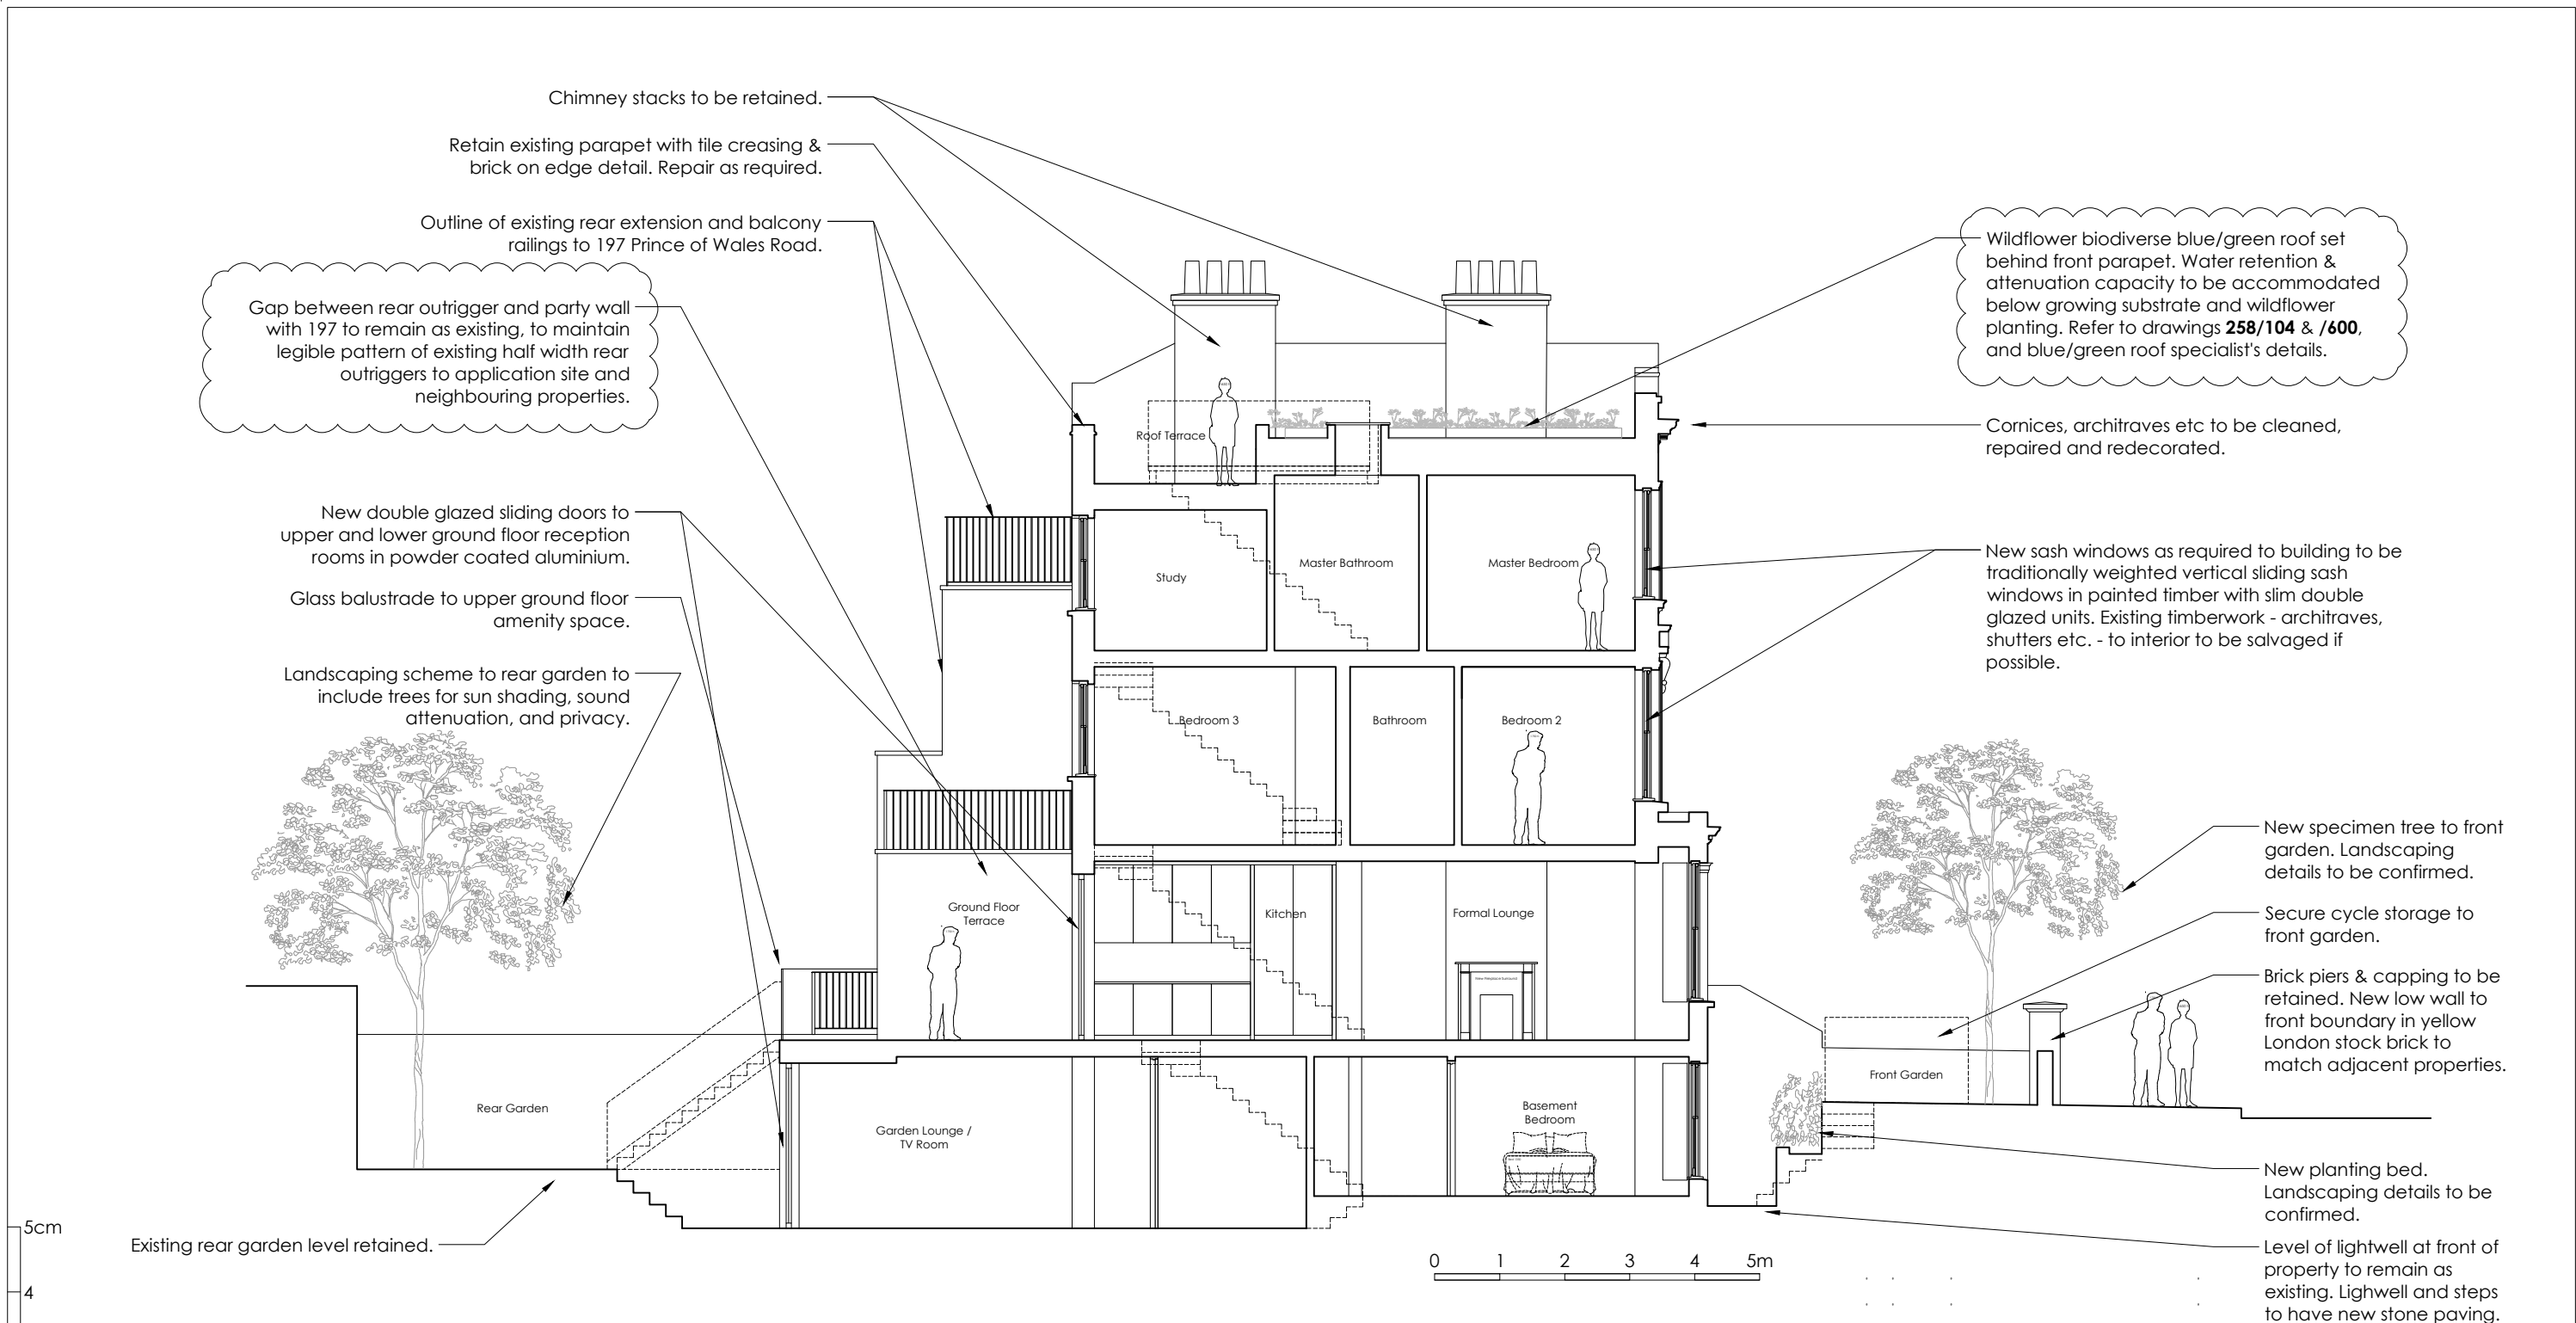 Chimney stacks to be retained.
Retain existing parapet with tile creasing &
brick on edge detail. Repair as required.
Outline of existing rear extension and balcony
railings to 197 Prince of Wales Road.
Gap between rear outrigger and party wall
with 197 to remain as existing, to maintain
legible pattern of existing half width rear
outriggers to application site and
neighbouring properties.
New double glazed sliding doors to
upper and lower ground floor reception
rooms in powder coated aluminium.
Glass balustrade to upper ground floor
amenity space.
Landscaping scheme to rear garden to
include trees for sun shading, sound
attenuation, and privacy.
Existing rear garden level retained.
5cm
4
Roof Terrace
Study
Master Bathroom
Master Bedroom
Bedroom 3
Bathroom
Bedroom 2
Ground Floor
Terrace
Kitchen
Formal Lounge
New Fireplace Surround
Rear Garden
Garden Lounge /
TV Room
Basement
Bedroom
Front Garden
0 1 2 3 4 5m
Wildflower biodiverse blue/green roof set
behind front parapet. Water retention &
attenuation capacity to be accommodated
below growing substrate and wildflower
planting. Refer to drawings 258/104 & /600,
and blue/green roof specialist's details.
Cornices, architraves etc to be cleaned,
repaired and redecorated.
New sash windows as required to building to be
traditionally weighted vertical sliding sash
windows in painted timber with slim double
glazed units. Existing timberwork - architraves,
shutters etc. - to interior to be salvaged if
possible.
New specimen tree to front
garden. Landscaping
details to be confirmed.
Secure cycle storage to
front garden.
Brick piers & capping to be
retained. New low wall to
front boundary in yellow
London stock brick to
match adjacent properties.
New planting bed.
Landscaping details to be
confirmed.
Level of lightwell at front of
property to remain as
existing. Lighwell and steps
to have new stone paving.